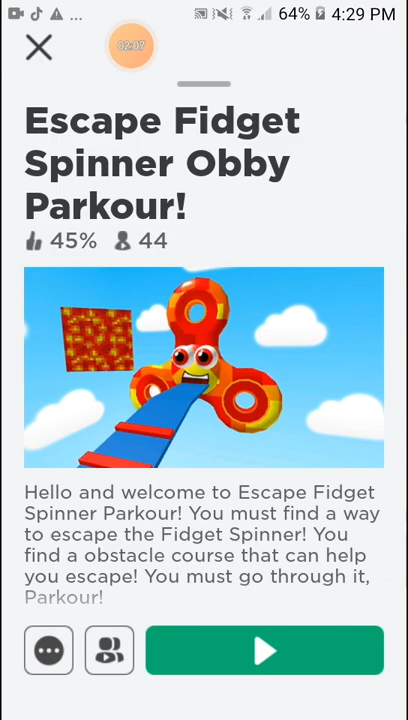 ... 64% 4:29 PM
02:07
Escape Fidget
Spinner Obby
Parkour!
45% 44
Hello and welcome to Escape Fidget
Spinner Parkour! You must find a way
to escape the Fidget Spinner! You
find a obstacle course that can help
you escape! You must go through it,
Parkour!